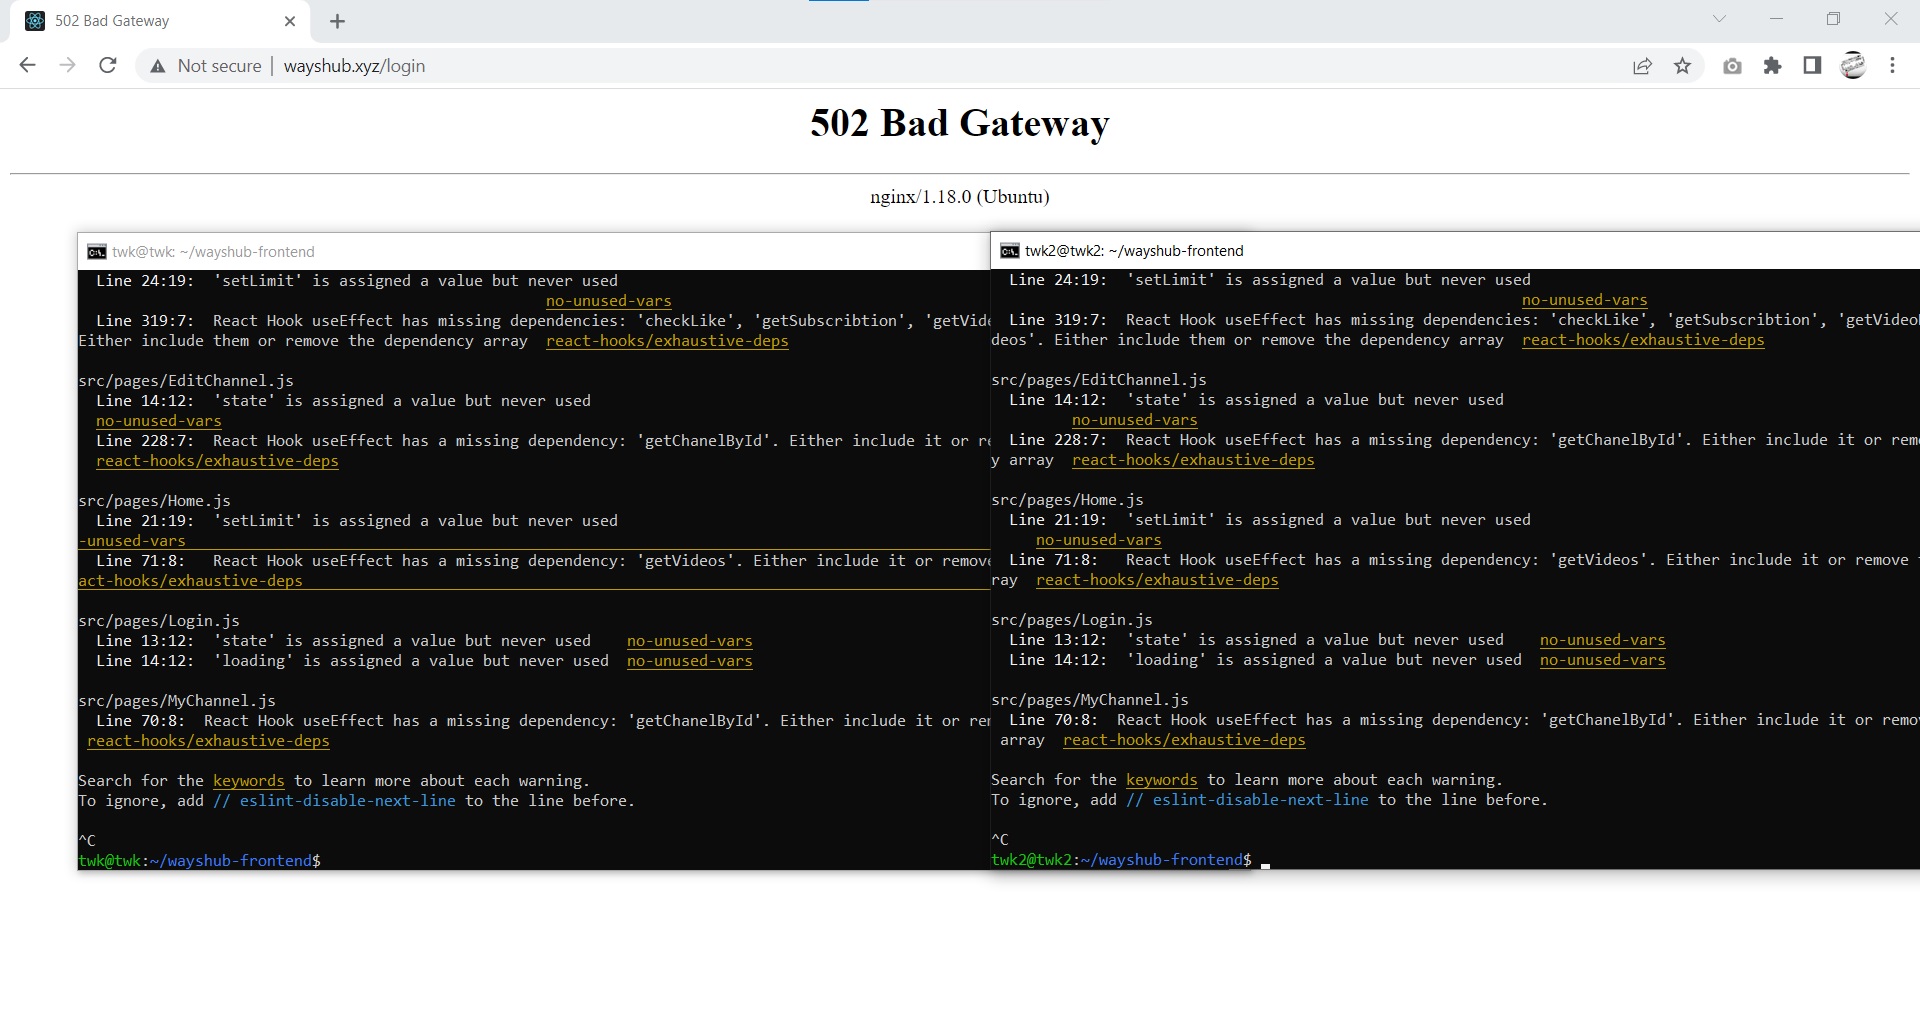 502 Bad Gateway
Not secure | wayshub.xyz/login
502 Bad Gateway
nginx/1.18.0 (Ubuntu)
twk@twk: ~/wayshub-frontend
Line 24:19:  'setLimit' is assigned a value but never used
no-unused-vars
Line 319:7:  React Hook useEffect has missing dependencies: 'checkLike', 'getSubscribtion', 'getVide
Either include them or remove the dependency array  react-hooks/exhaustive-deps
src/pages/EditChannel.js
Line 14:12:  'state' is assigned a value but never used
no-unused-vars
Line 228:7:  React Hook useEffect has a missing dependency: 'getChanelById'. Either include it or re
react-hooks/exhaustive-deps
src/pages/Home.js
Line 21:19:  'setLimit' is assigned a value but never used
-unused-vars
Line 71:8:   React Hook useEffect has a missing dependency: 'getVideos'. Either include it or remove
act-hooks/exhaustive-deps
src/pages/Login.js
Line 13:12:  'state' is assigned a value but never used    no-unused-vars
Line 14:12:  'loading' is assigned a value but never used  no-unused-vars
src/pages/MyChannel.js
Line 70:8:  React Hook useEffect has a missing dependency: 'getChanelById'. Either include it or rem
react-hooks/exhaustive-deps
Search for the keywords to learn more about each warning.
To ignore, add // eslint-disable-next-line to the line before.
^C
twk@twk:~/wayshub-frontend$
twk2@twk2: ~/wayshub-frontend
Line 24:19:  'setLimit' is assigned a value but never used
no-unused-vars
Line 319:7:  React Hook useEffect has missing dependencies: 'checkLike', 'getSubscribtion', 'getVideo
deos'. Either include them or remove the dependency array  react-hooks/exhaustive-deps
src/pages/EditChannel.js
Line 14:12:  'state' is assigned a value but never used
no-unused-vars
Line 228:7:  React Hook useEffect has a missing dependency: 'getChanelById'. Either include it or rem
y array  react-hooks/exhaustive-deps
src/pages/Home.js
Line 21:19:  'setLimit' is assigned a value but never used
no-unused-vars
Line 71:8:   React Hook useEffect has a missing dependency: 'getVideos'. Either include it or remove
ray  react-hooks/exhaustive-deps
src/pages/Login.js
Line 13:12:  'state' is assigned a value but never used    no-unused-vars
Line 14:12:  'loading' is assigned a value but never used  no-unused-vars
src/pages/MyChannel.js
Line 70:8:  React Hook useEffect has a missing dependency: 'getChanelById'. Either include it or remo
array  react-hooks/exhaustive-deps
Search for the keywords to learn more about each warning.
To ignore, add // eslint-disable-next-line to the line before.
^C
twk2@twk2:~/wayshub-frontend$